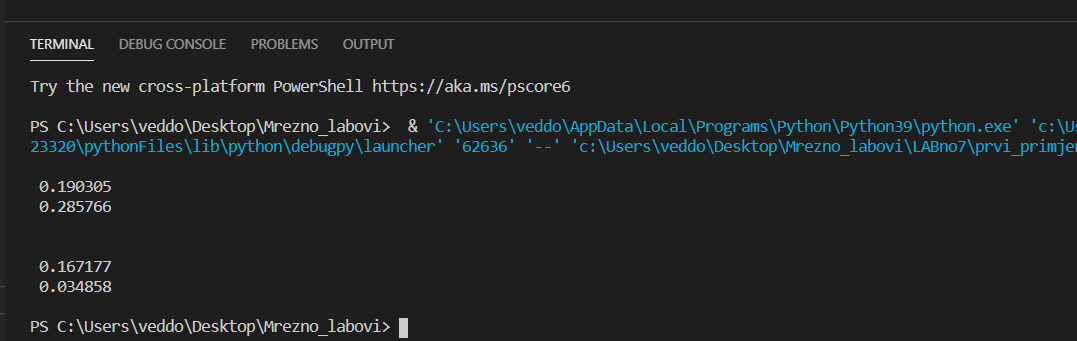 TERMINAL DEBUG CONSOLE PROBLEMS OUTPUT
Try the new cross-platform PowerShell https://aka.ms/pscore6
PS C:\Users\veddo\Desktop\Mrezno_labovi>  & 'C:\Users\veddo\AppData\Local\Programs\Python\Python39\python.exe' 'c:\Us
23320\pythonFiles\lib\python\debugpy\launcher' '62636' '--' 'c:\Users\veddo\Desktop\Mrezno_labovi\LABno7\prvi_primjer
0.190305
0.285766
0.167177
0.034858
PS C:\Users\veddo\Desktop\Mrezno_labovi>